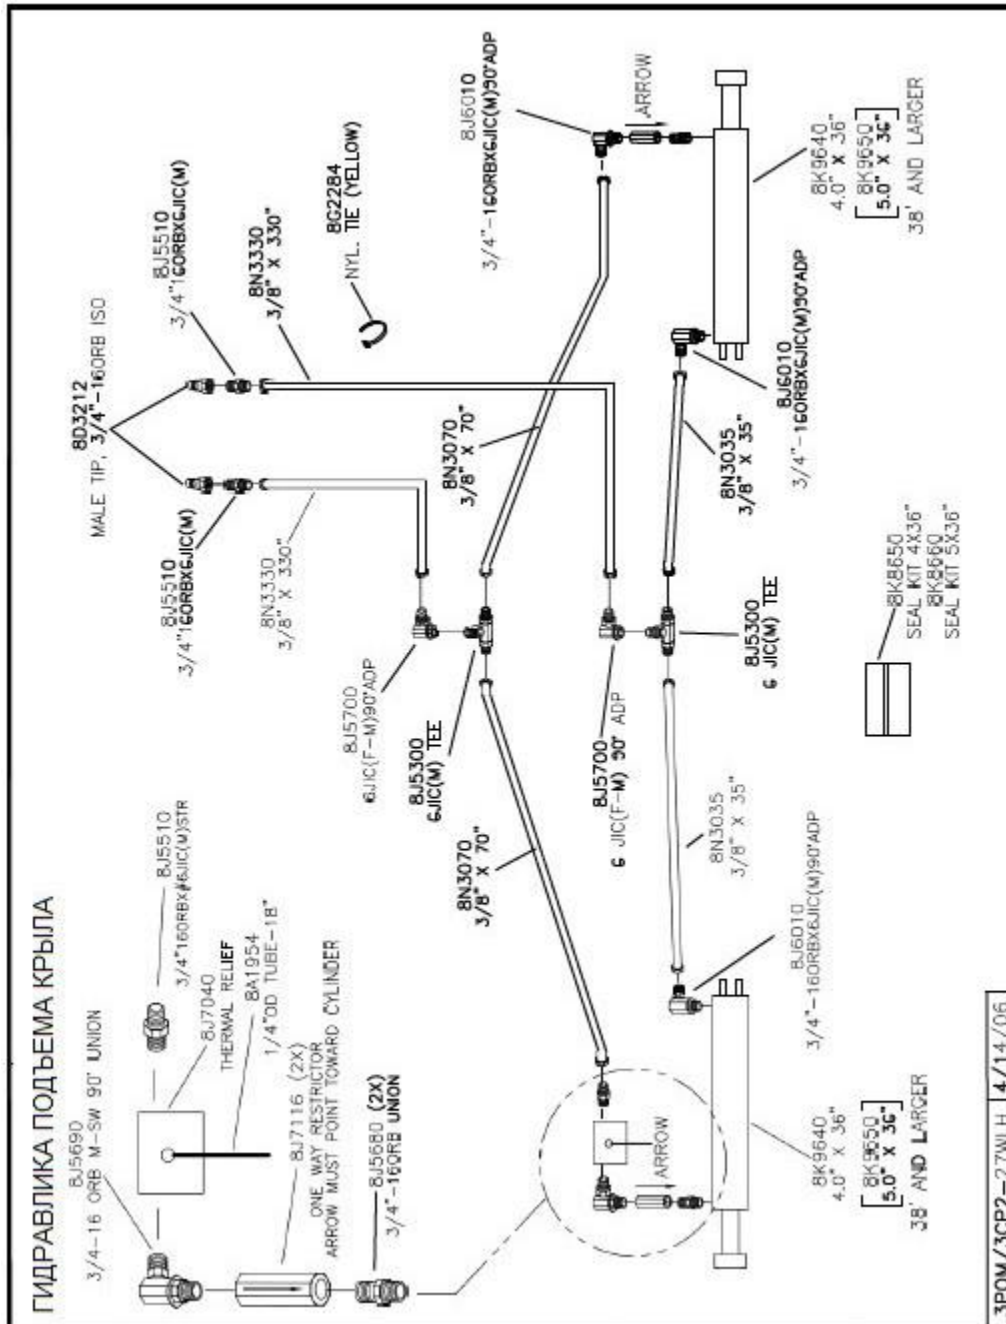 ГИДРАВЛИКА ПОДЪЕМА КРЫЛА
8J5690
3/4-16 ORB M-SW 90° UNION
8J5510
3/4"16ORBX#6JIC(M)STR
8J7040
THERMAL RELIEF
8A1954
1/4"OD TUBE-18"
8J7116 (2X)
ONE WAY RESTRICTOR
ARROW MUST POINT TOWARD CYLINDER
8J5680 (2X)
3/4"-16ORB UNION
8D3212
MALE TIP, 3/4"-16ORB ISO
8J5510
3/4"16ORBX6JIC(M)
8J5510
3/4"16ORBX6JIC(M)
8N3330
3/8" X 330"
8N3330
3/8" X 330"
8G2284
NYL. TIE (YELLOW)
8J6010
3/4"-16ORBX6JIC(M)90°ADP
ARROW
8J5700
6JIC(F-M)90°ADP
8J5300
6JIC(M) TEE
8N3070
3/8" X 70"
8N3070
3/8" X 70"
8J5700
6 JIC(F-M) 90° ADP
8J5300
6 JIC(M) TEE
8N3035
3/8" X 35"
8N3035
3/8" X 35"
8J6010
3/4"-16ORBX6JIC(M)90°ADP
8J6010
3/4"-16ORBX6JIC(M)90°ADP
ARROW
8K9640
4.0" X 36"
[8K9650]
[5.0" X 36"]
38' AND LARGER
8K9640
4.0" X 36"
[8K9650]
[5.0" X 36"]
38' AND LARGER
8K8650
SEAL KIT 4X36"
8K8660
SEAL KIT 5X36"
3POM/3CP2-27WLH 4/14/06